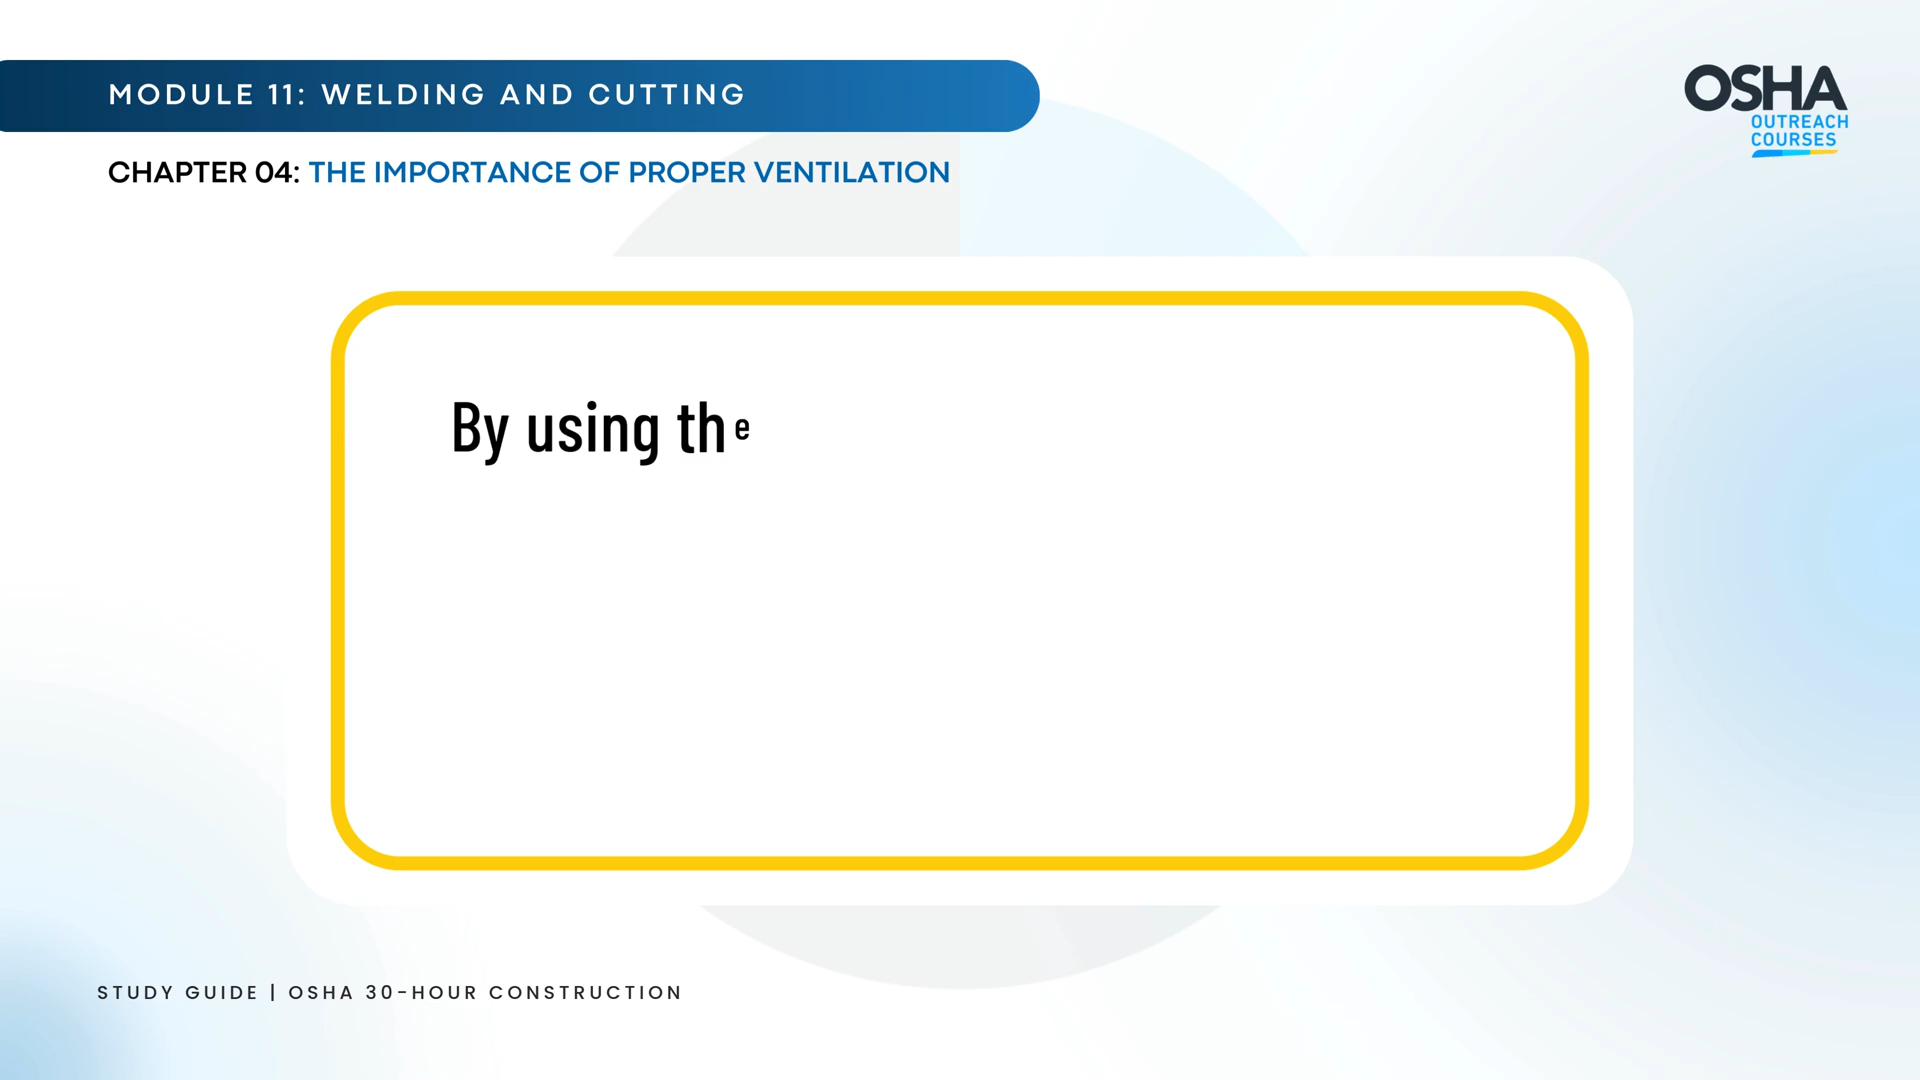 MODULE 11: WELDING AND CUTTING
OSHA
OUTREACH
COURSES
CHAPTER 04: THE IMPORTANCE OF PROPER VENTILATION
By using the
STUDY GUIDE | OSHA 30-HOUR CONSTRUCTION